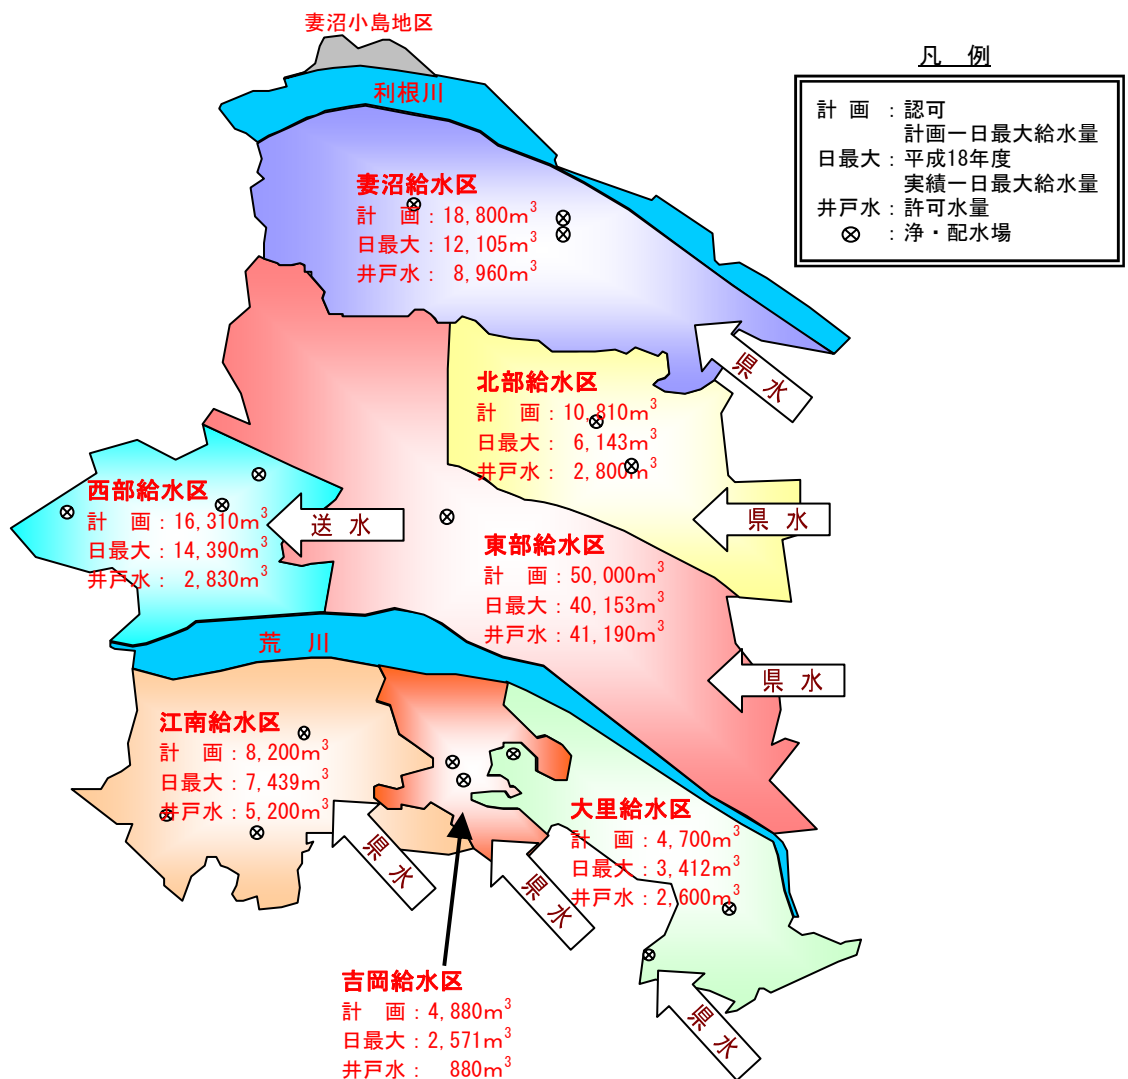 妻沼小島地区
利根川
凡　例
計 画 ：認可
計画一日最大給水量
日最大：平成18年度
実績一日最大給水量
井戸水：許可水量
⊗ ：浄・配水場
妻沼給水区
計　画：18,800m³
日最大：12,105m³
井戸水： 8,960m³
県 水
北部給水区
計　画：10,810m³
日最大： 6,143m³
井戸水： 2,800m³
県 水
西部給水区
計　画：16,310m³
日最大：14,390m³
井戸水： 2,830m³
送 水
東部給水区
計　画：50,000m³
日最大：40,153m³
井戸水：41,190m³
県 水
荒　川
江南給水区
計　画：8,200m³
日最大：7,439m³
井戸水：5,200m³
県 水
県 水
大里給水区
計　画：4,700m³
日最大：3,412m³
井戸水：2,600m³
県 水
吉岡給水区
計　画：4,880m³
日最大：2,571m³
井戸水：　880m³